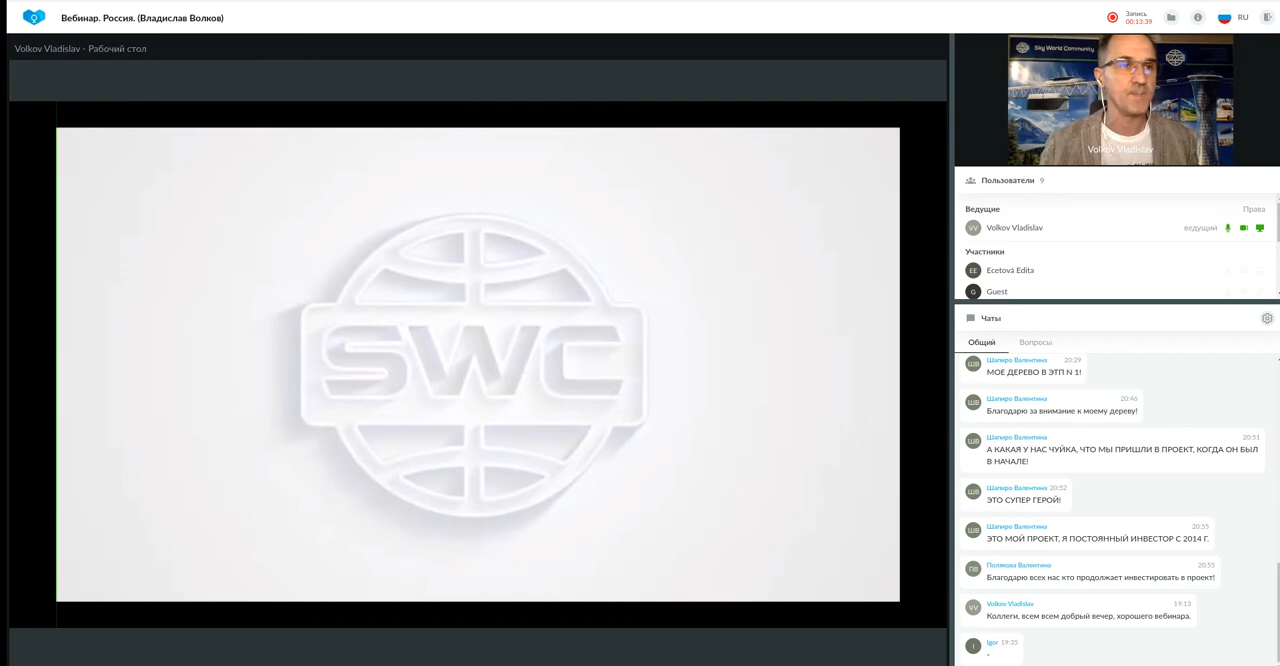 Вебинар. Россия. (Владислав Волков)
Запись
00:13:39
RU
Volkov Vladislav - Рабочий стол
SWC
Sky World Community
SWC
Volkov Vladislav
Пользователи 9
Ведущие
Права
VV
Volkov Vladislav
ведущий
Участники
EE
Ecetová Edita
G
Guest
Чаты
Общий
Вопросы
ШВ
Шапиро Валентина 20:29
МОЕ ДЕРЕВО В ЭТП N 1!
ШВ
Шапиро Валентина 20:46
Благодарю за внимание к моему дереву!
ШВ
Шапиро Валентина 20:51
А КАКАЯ У НАС ЧУЙКА, ЧТО МЫ ПРИШЛИ В ПРОЕКТ, КОГДА ОН БЫЛ
В НАЧАЛЕ!
ШВ
Шапиро Валентина 20:52
ЭТО СУПЕР ГЕРОЙ!
ШВ
Шапиро Валентина 20:55
ЭТО МОЙ ПРОЕКТ, Я ПОСТОЯННЫЙ ИНВЕСТОР С 2014 Г.
ПВ
Полякова Валентина 20:55
Благодарю всех нас кто продолжает инвестировать в проект!
VV
Volkov Vladislav 19:13
Коллеги, всем всем добрый вечер, хорошего вебинара.
I
Igor 19:35
-